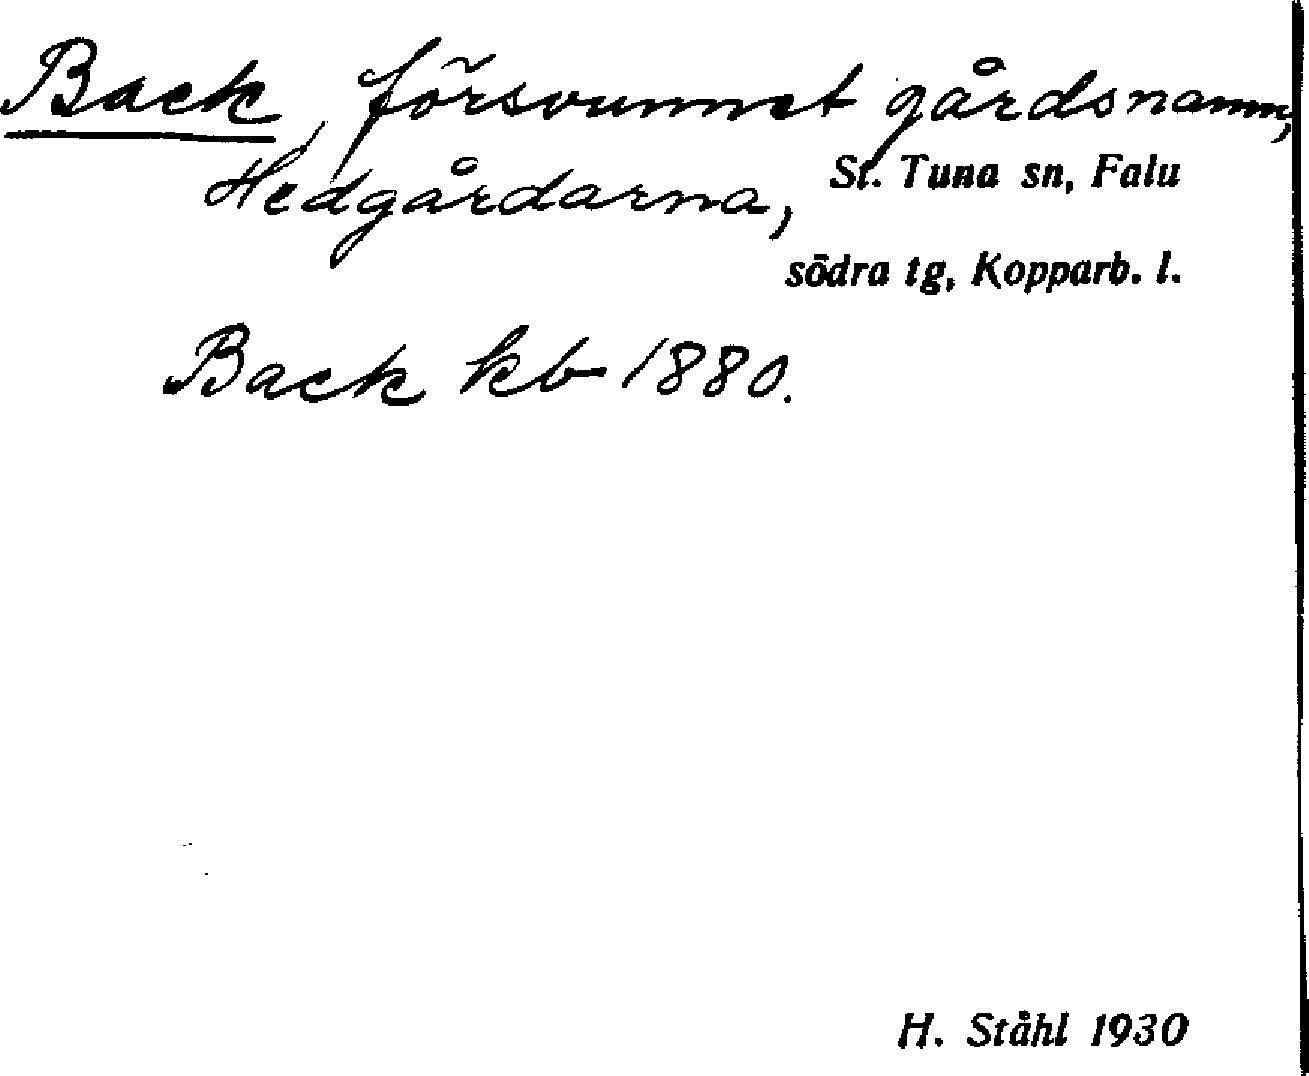 Back, försvunnet gårdsnamn,
Hedgårdarna, St. Tuna sn, Falu
södra tg, Kopparb. l.
Back kb 1880.
H. Ståhl 1930